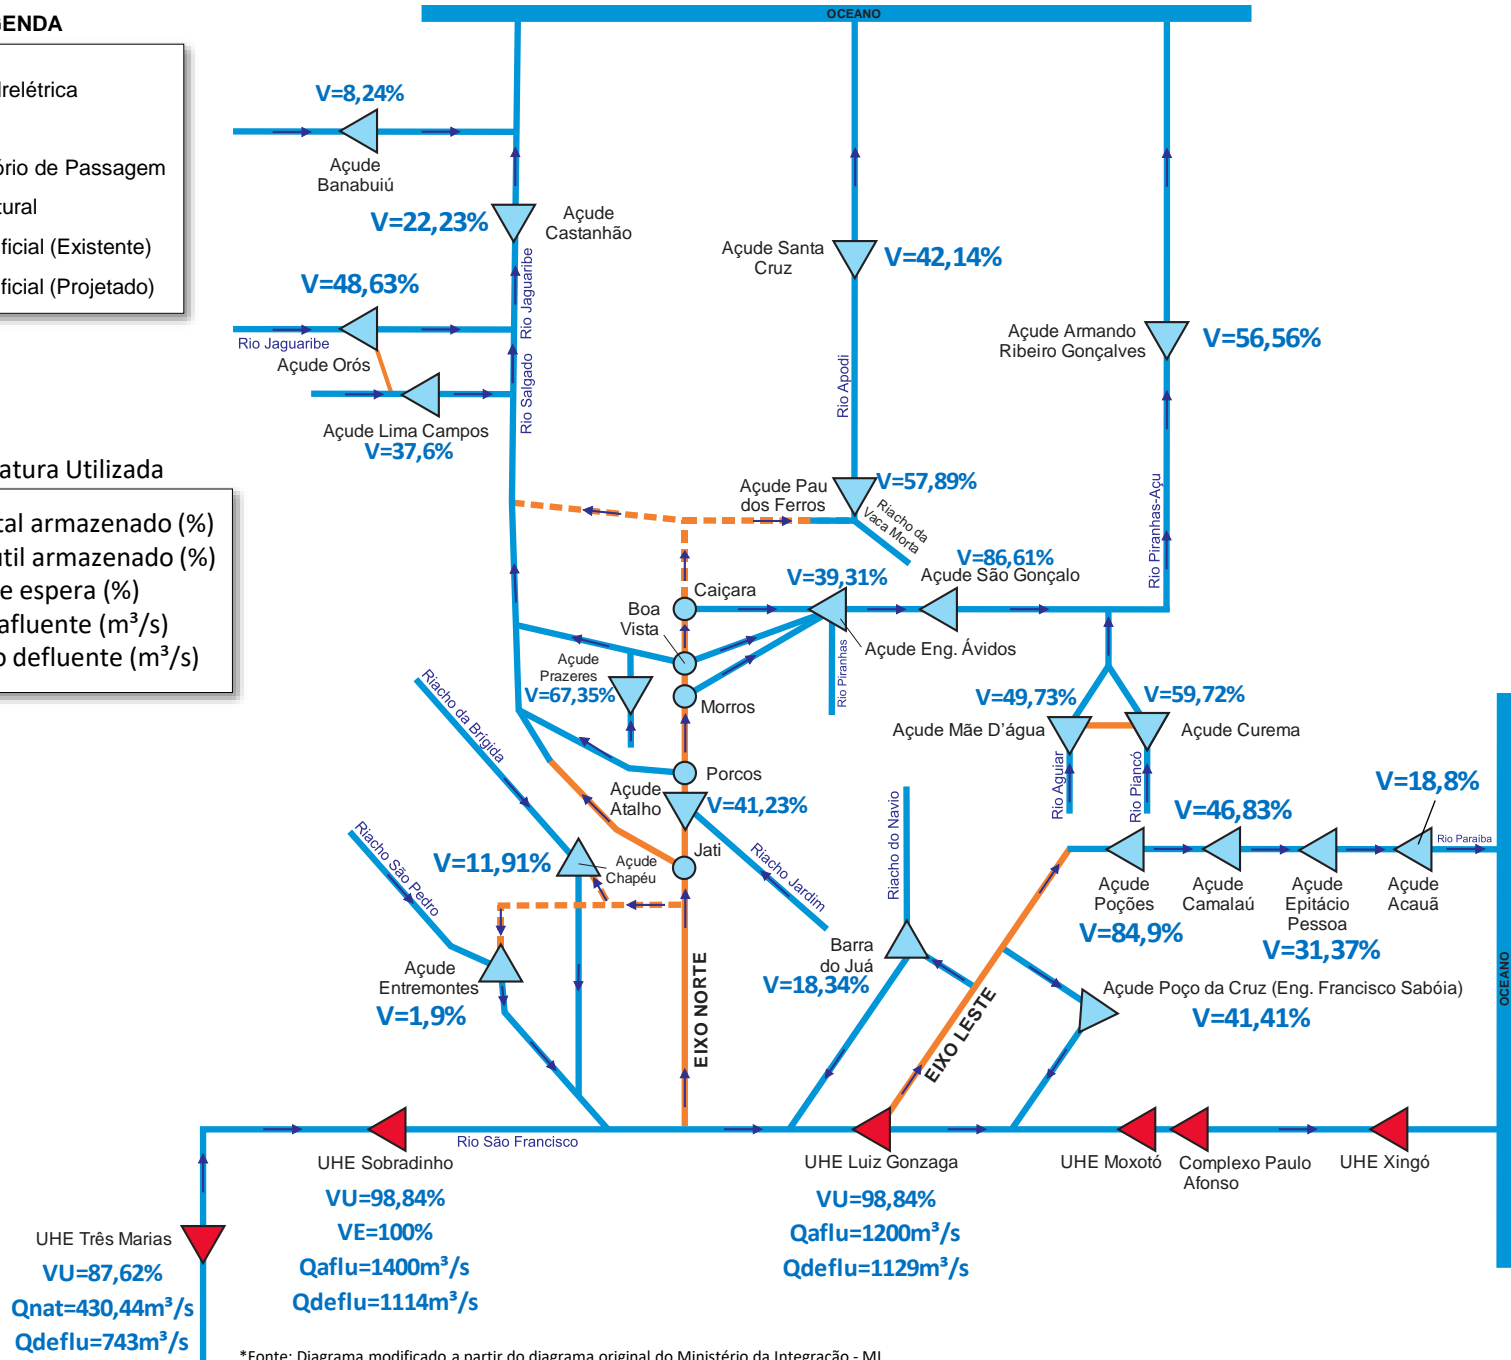 OCEANO
GENDA
drelétrica
ório de Passagem
tural
ificial (Existente)
ificial (Projetado)
V=8,24%
Açude
Banabuiú
V=22,23%
Açude
Castanhão
V=48,63%
Rio Jaguaribe
Açude Orós
Rio Jaguaribe
Rio Salgado
Açude Lima Campos
V=37,6%
Açude Santa
Cruz
V=42,14%
Rio Apodi
Açude Armando
Ribeiro Gonçalves
V=56,56%
Rio Piranhas-Açu
atura Utilizada
tal armazenado (%)
útil armazenado (%)
e espera (%)
afluente (m³/s)
o defluente (m³/s)
Açude Pau
dos Ferros
V=57,89%
Riacho da
Vaca Morta
V=86,61%
Açude São Gonçalo
V=39,31%
Açude Eng. Ávidos
Rio Piranhas
Caiçara
Boa
Vista
Morros
Açude
Prazeres
V=67,35%
Porcos
Açude
Atalho
V=41,23%
Jati
Riacho Jardim
Riacho da Brigida
Riacho São Pedro
V=11,91%
Açude
Chapéu
Açude
Entremontes
V=1,9%
EIXO NORTE
V=49,73%
Açude Mãe D'água
V=59,72%
Açude Curema
Rio Aguiar
Rio Piancó
V=18,8%
V=46,83%
Rio Paraiba
Açude
Poções
V=84,9%
Açude
Camalaú
Açude
Epitácio
Pessoa
V=31,37%
Açude
Acauã
Riacho do Navio
Barra
do Juá
V=18,34%
EIXO LESTE
Açude Poço da Cruz (Eng. Francisco Sabóia)
V=41,41%
OCEANO
Rio São Francisco
UHE Sobradinho
VU=98,84%
VE=100%
Qaflu=1400m³/s
Qdeflu=1114m³/s
UHE Luiz Gonzaga
VU=98,84%
Qaflu=1200m³/s
Qdeflu=1129m³/s
UHE Moxotó
Complexo Paulo
Afonso
UHE Xingó
UHE Três Marias
VU=87,62%
Qnat=430,44m³/s
Qdeflu=743m³/s
*Fonte: Diagrama modificado a partir do diagrama original do Ministério da Integração - MI